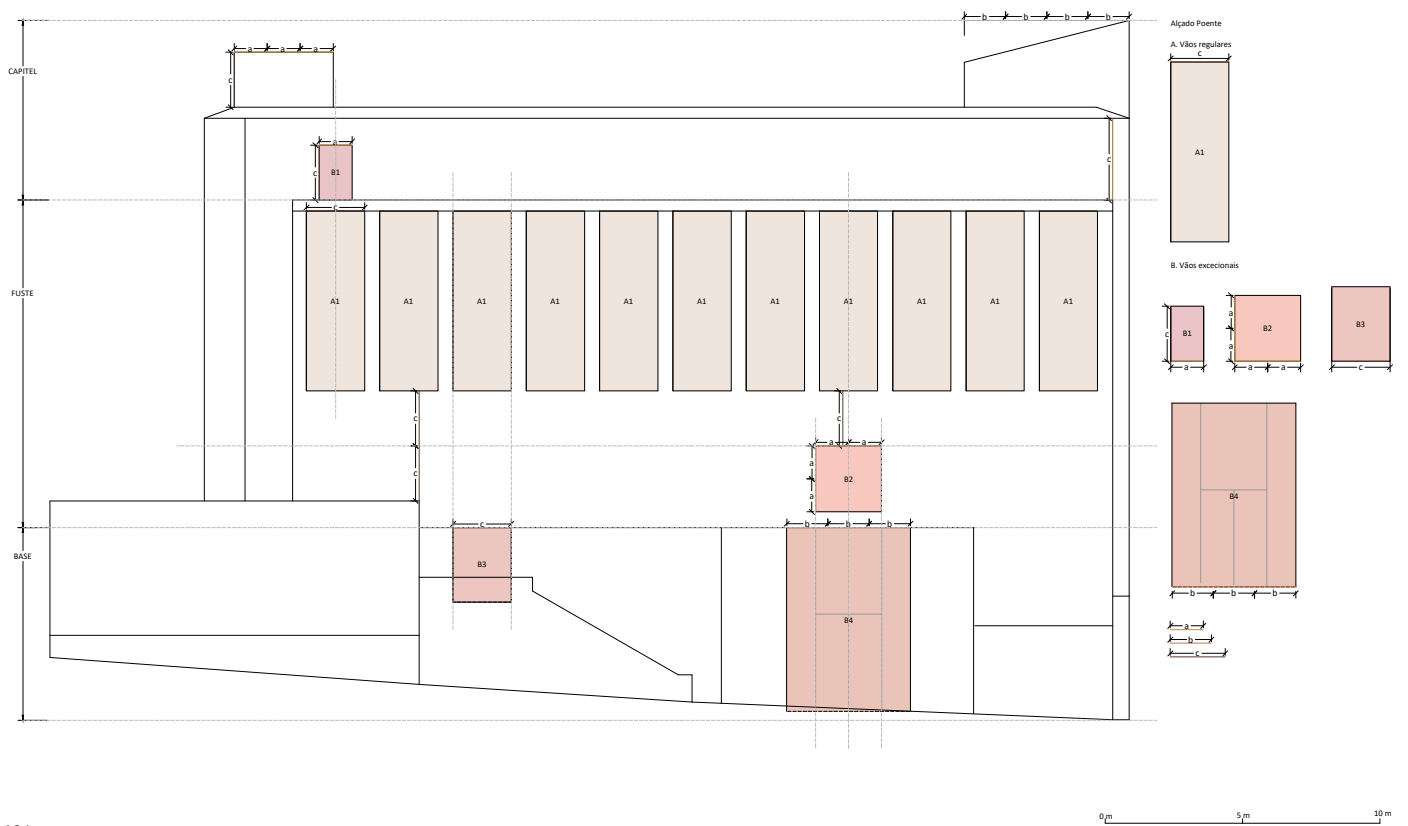 b b b b
Alçado Poente
A. Vãos regulares
c
a a a
CAPITEL
c
c
a
c
B1
A1
c
B. Vãos excecionais
FUSTE
A1 A1 A1 A1 A1 A1 A1 A1 A1 A1 A1
c B1
a
a a B2
a a
B3
c
c c
a a
a
a
B2
c
c
b b b
B4
BASE
B3
B4
b b b
a
b
c
0 m 5 m 10 m